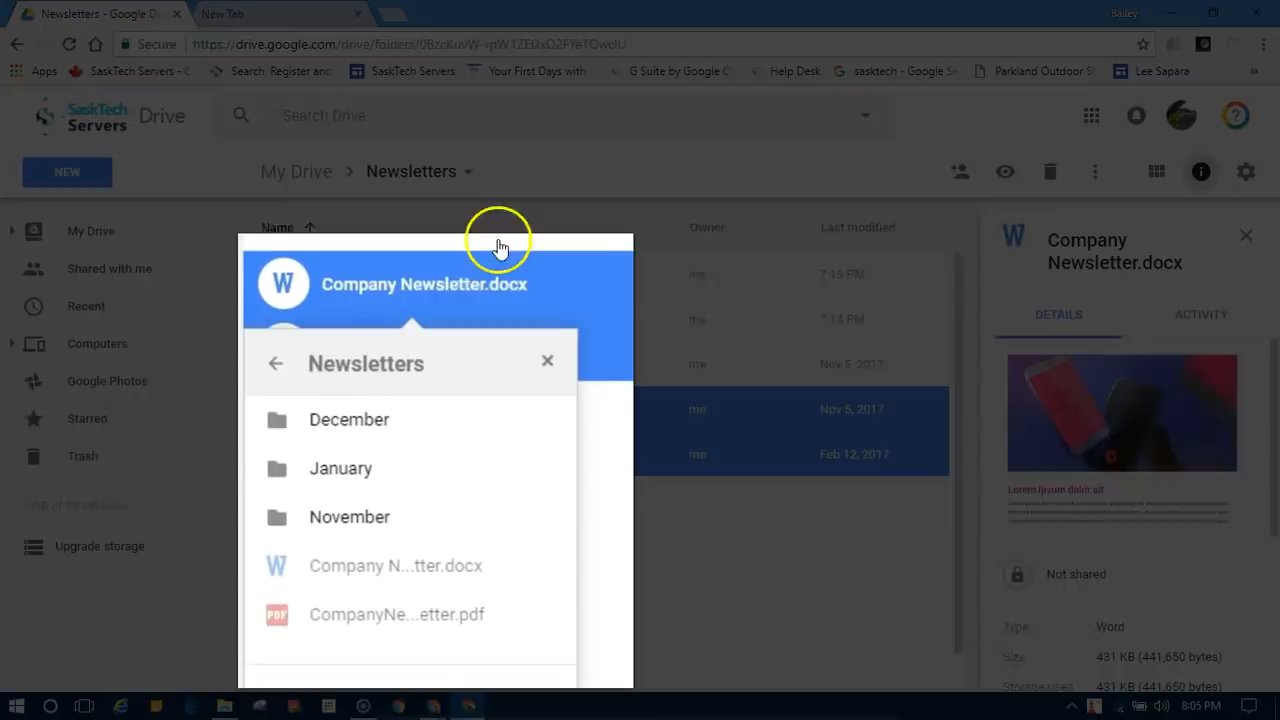 Newsletters - Google D
New Tab
Bailey
Secure
https://drive.google.com/drive/folders/
Apps
SaskTech Servers - C
Search, Register and
SaskTech Servers
Your First Days with
G Suite by Google C
Help Desk
sasktech - Google S
Parkland Outdoor S
Lee Sapara
»
SaskTech
Servers
Drive
Search Drive
NEW
My Drive > Newsletters
My Drive
Shared with me
Recent
Computers
Google Photos
Starred
Trash
Upgrade storage
Name
Owner
Last modified
me
7:13 PM
me
7:14 PM
me
Nov 5, 2017
me
Nov 5, 2017
me
Feb 12, 2017
Company Newsletter.docx
Newsletters
December
January
November
Company N...tter.docx
PDF
CompanyNe...etter.pdf
Company
Newsletter.docx
DETAILS
ACTIVITY
Lorem ipsum dolor sit
Not shared
Type
Word
Size
431 KB (441,650 bytes)
Storage used
431 KB (441,650 bytes)
8:05 PM